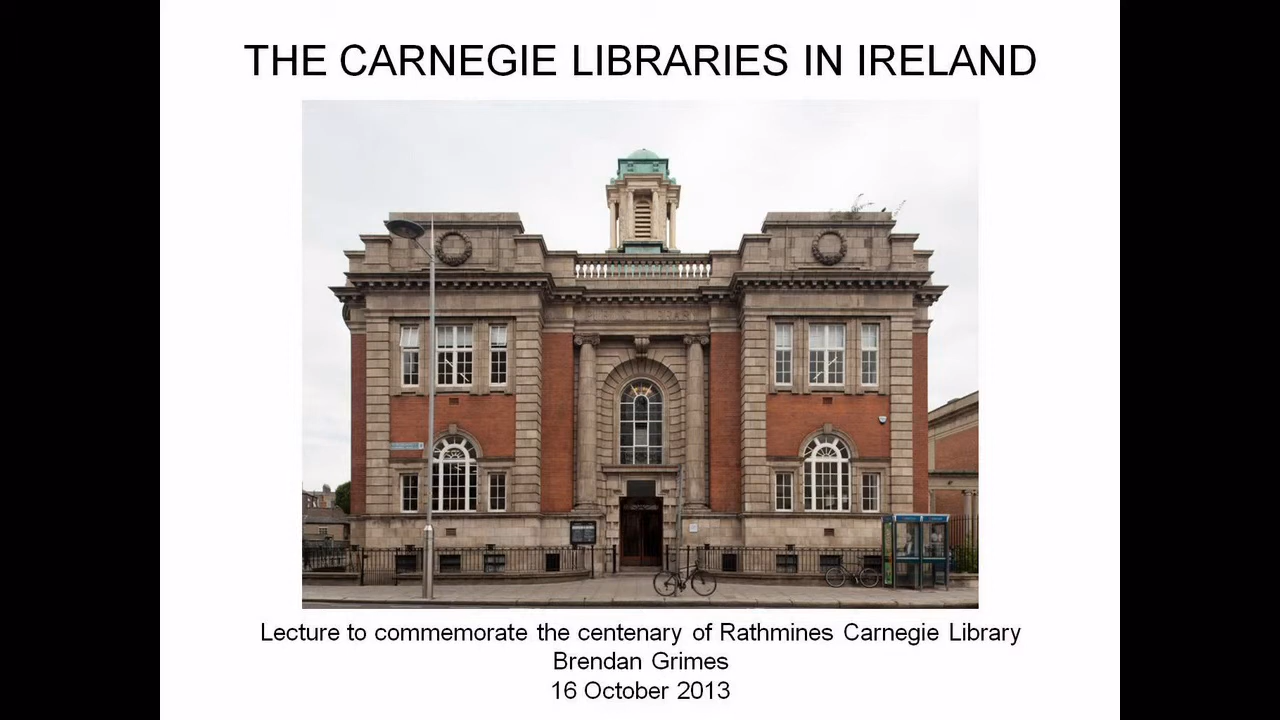 THE CARNEGIE LIBRARIES IN IRELAND
Lecture to commemorate the centenary of Rathmines Carnegie Library
Brendan Grimes
16 October 2013